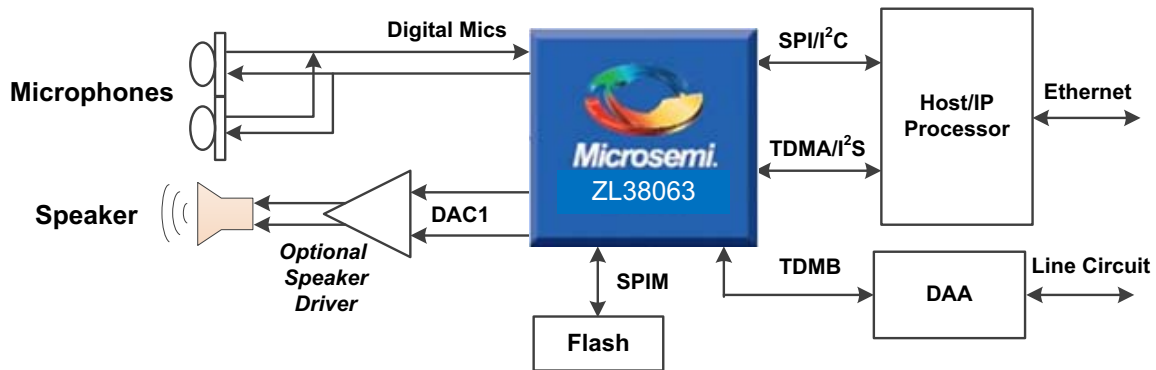 Digital Mics
Microphones
Speaker
DAC1
Optional
Speaker
Driver
Microsemi.
ZL38063
SPI/I²C
TDMA/I²S
Host/IP
Processor
Ethernet
SPIM
Flash
TDMB
DAA
Line Circuit